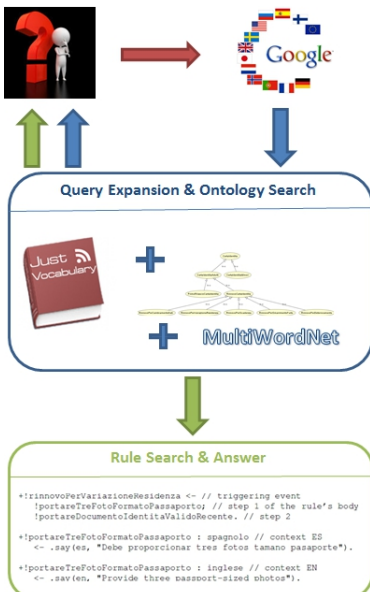 Google
Query Expansion & Ontology Search
Just
Vocabulary
MultiWordNet
Rule Search & Answer
+!rinnovoPerVariazioneResidenza <- // triggering event
!portareTreFotoFormatoPassaporto; // step 1 of the rule's body
!portareDocumentoIdentitaValidoRecente. // step 2
+!portareTreFotoFormatoPassaporto : spagnolo // context ES
<- .say(es, "Debe proporcionar tres fotos tamano pasaporte").
+!portareTreFotoFormatoPassaporto : inglese // context EN
<- .say(en, "Provide three passport-sized photos").